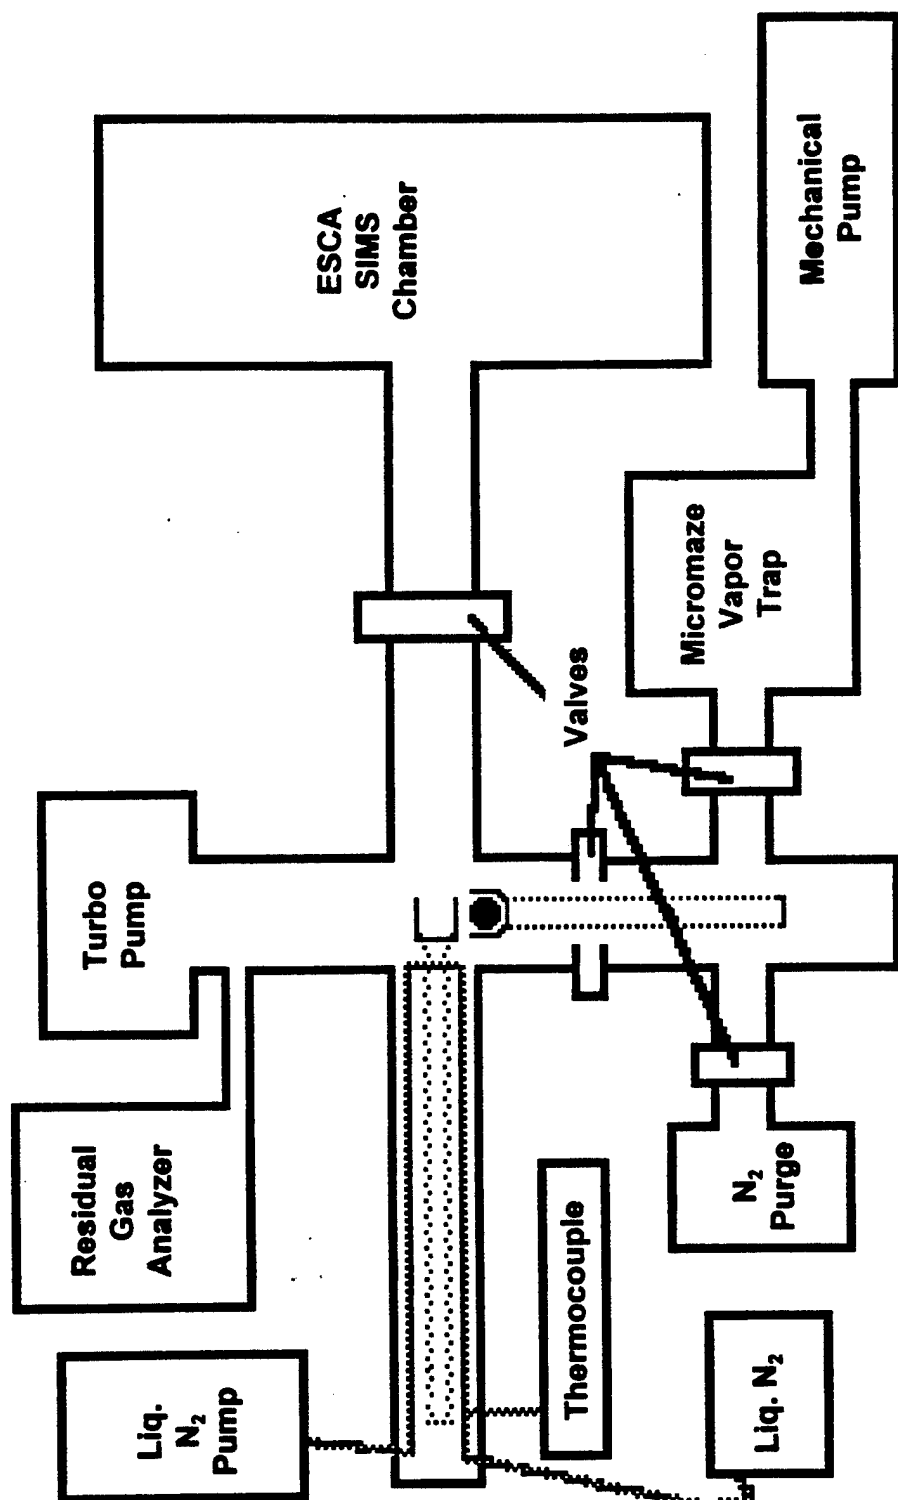 Liq.
N₂
Pump
Residual
Gas
Analyzer
Turbo
Pump
ESCA
SIMS
Chamber
Thermocouple
Valves
Liq. N₂
N₂
Purge
Micromaze
Vapor
Trap
Mechanical
Pump